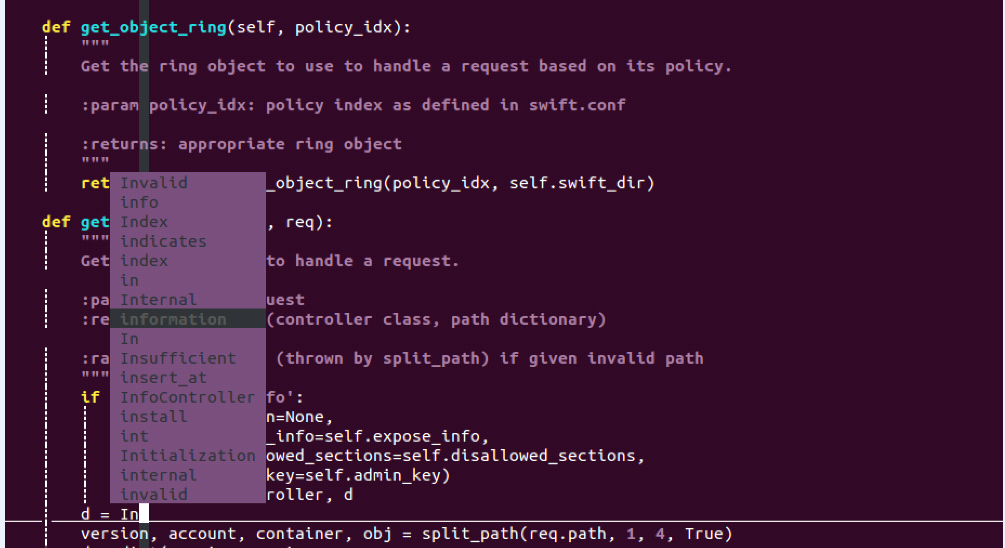 def get_object_ring(self, policy_idx):
"""
Get the ring object to use to handle a request based on its policy.
:param policy_idx: policy index as defined in swift.conf
:returns: appropriate ring object
"""
ret Invalid _object_ring(policy_idx, self.swift_dir)
info
def get Index , req):
""" indicates
Get index to handle a request.
in
:pa Internal uest
:re information (controller class, path dictionary)
In
:ra Insufficient (thrown by split_path) if given invalid path
""" insert_at
if InfoController fo':
install n=None,
int _info=self.expose_info,
Initialization owed_sections=self.disallowed_sections,
internal key=self.admin_key)
invalid roller, d
d = In
version, account, container, obj = split_path(req.path, 1, 4, True)